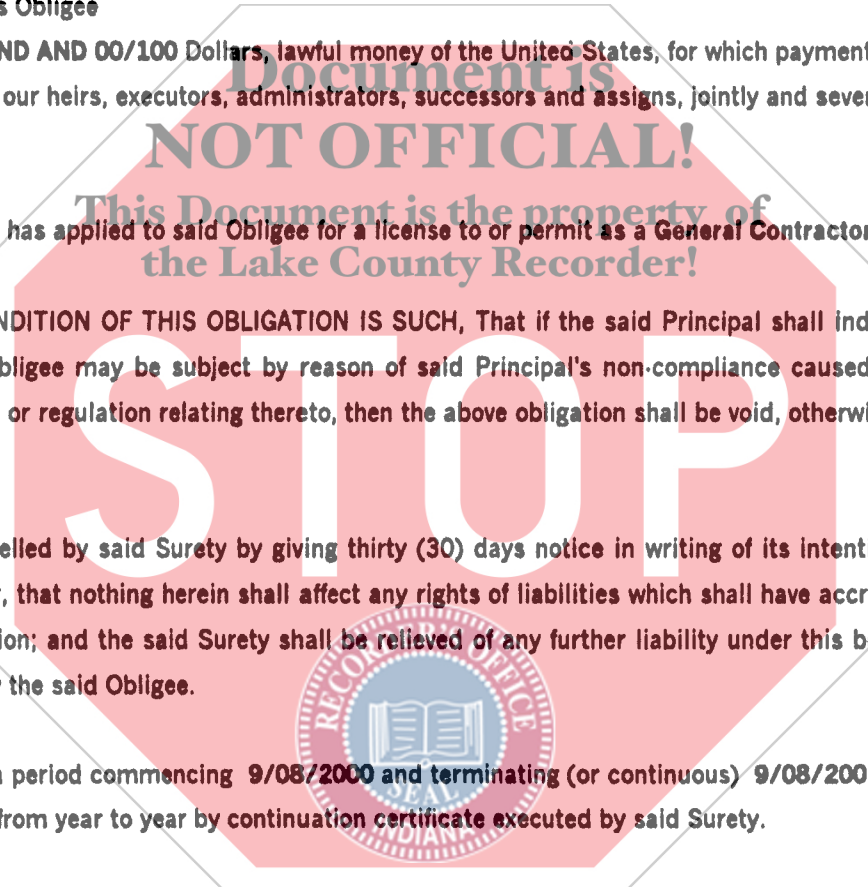 s Obligee
ND AND 00/100 Dollars, lawful money of the United States, for which payment
Document is
our heirs, executors, administrators, successors and assigns, jointly and sever
NOT OFFICIAL!
This Document is the property of
has applied to said Obligee for a license to or permit as a General Contractor
the Lake County Recorder!
NDITION OF THIS OBLIGATION IS SUCH, That if the said Principal shall ind
bligee may be subject by reason of said Principal's non-compliance caused
or regulation relating thereto, then the above obligation shall be void, otherwi
STOP
elled by said Surety by giving thirty (30) days notice in writing of its intent
, that nothing herein shall affect any rights of liabilities which shall have accr
ion; and the said Surety shall be relieved of any further liability under this b
the said Obligee.
RECORDER'S OFFICE
period commencing 9/08/2000 and terminating (or continuous) 9/08/200
SEAL
from year to year by continuation certificate executed by said Surety.
INDIANA